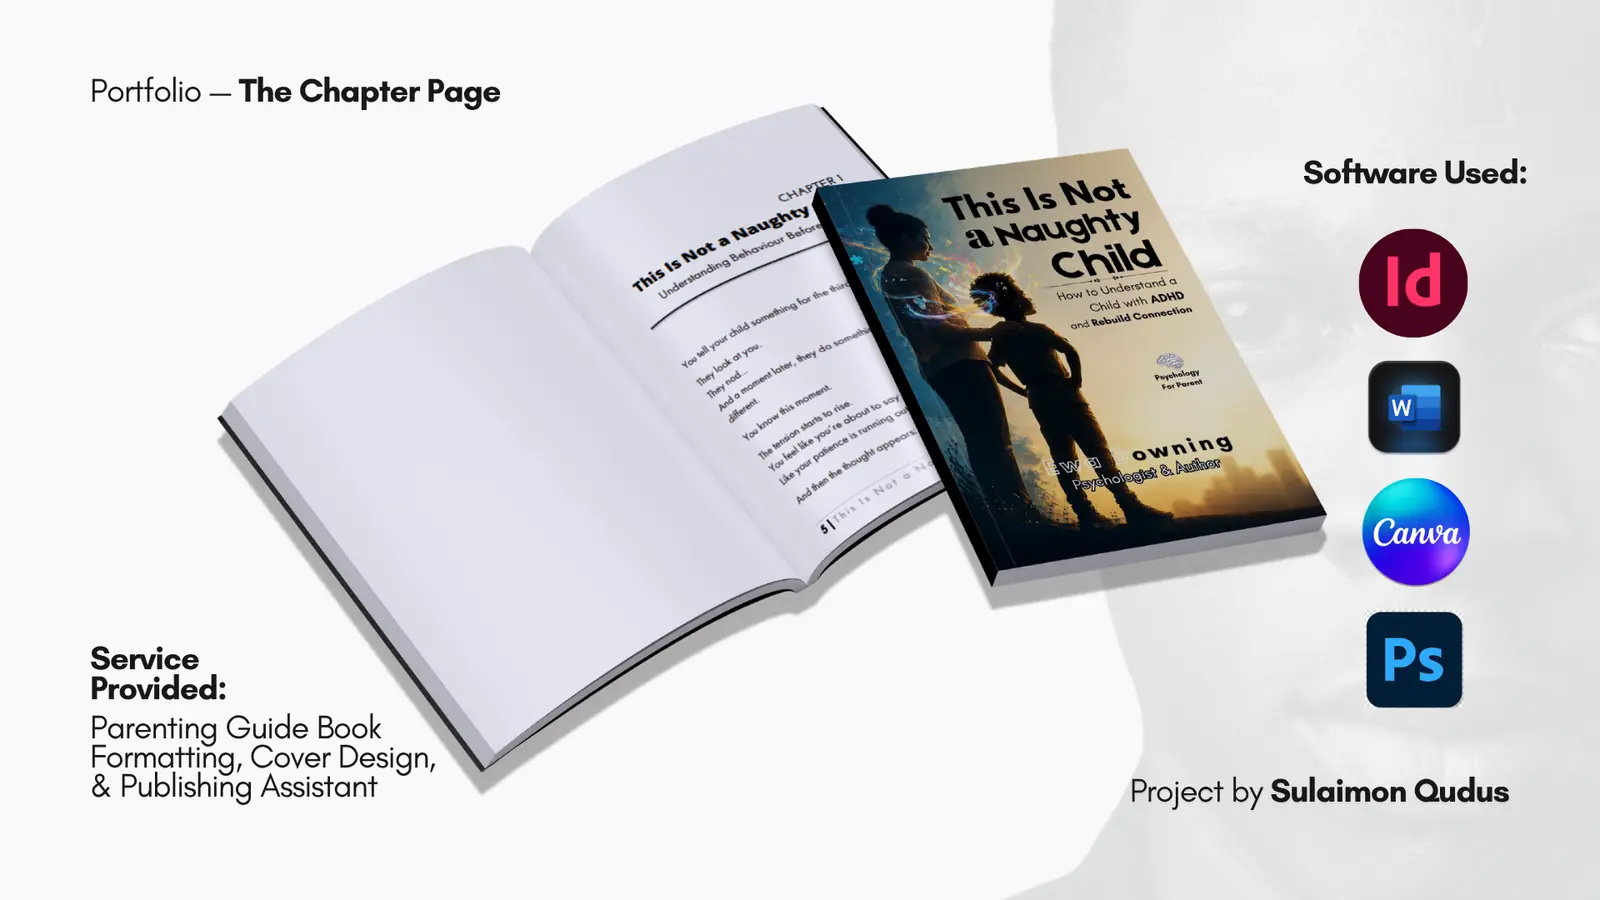 Portfolio — The Chapter Page
CHAPTER 1
This Is Not a Naughty
Understanding Behaviour Before
You tell your child something for the third
They look at you.
They nod...
And a moment later, they do something
different.
You know this moment.
The tension starts to rise.
You feel like you're about to say
Like your patience is running out
And then the thought appears:
5 | This Is Not a
This Is Not
a Naughty
Child
How to Understand a
Child with ADHD
and Rebuild Connection
Psychology
For Parent
Ewa Downing
Psychologist & Author
Software Used:
Id
W
Canva
Ps
Service
Provided:
Parenting Guide Book
Formatting, Cover Design,
& Publishing Assistant
Project by Sulaimon Qudus